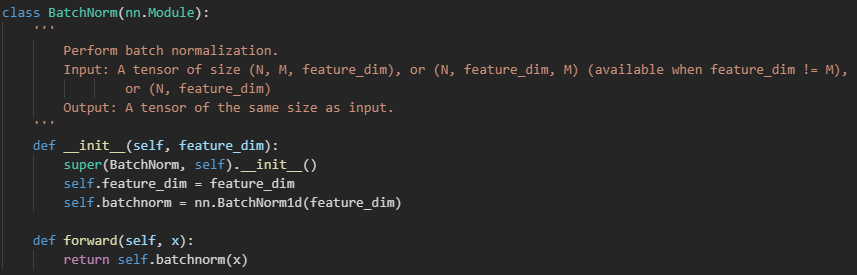 class BatchNorm(nn.Module):
    '''
        Perform batch normalization.
        Input: A tensor of size (N, M, feature_dim), or (N, feature_dim, M) (available when feature_dim != M),
                or (N, feature_dim)
        Output: A tensor of the same size as input.
    '''
    def __init__(self, feature_dim):
        super(BatchNorm, self).__init__()
        self.feature_dim = feature_dim
        self.batchnorm = nn.BatchNorm1d(feature_dim)

    def forward(self, x):
        return self.batchnorm(x)